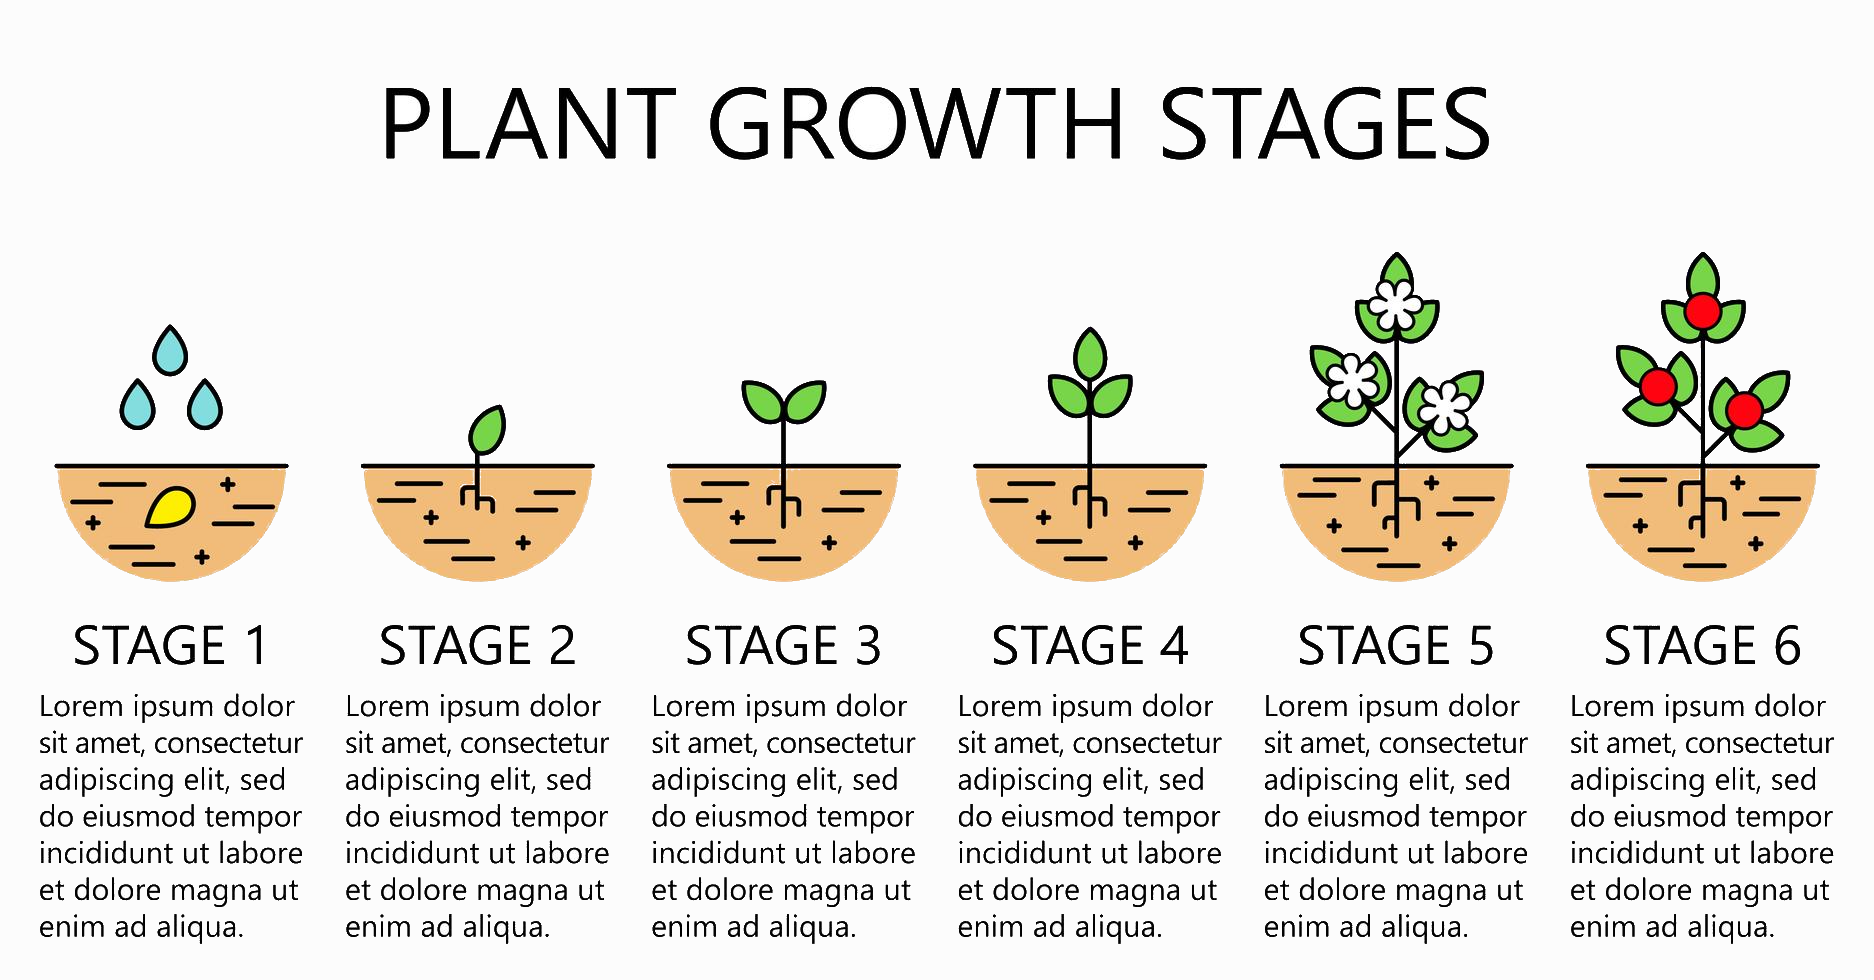 PLANT GROWTH STAGES
STAGE 1
Lorem ipsum dolor
sit amet, consectetur
adipiscing elit, sed
do eiusmod tempor
incididunt ut labore
et dolore magna ut
enim ad aliqua.
STAGE 2
Lorem ipsum dolor
sit amet, consectetur
adipiscing elit, sed
do eiusmod tempor
incididunt ut labore
et dolore magna ut
enim ad aliqua.
STAGE 3
Lorem ipsum dolor
sit amet, consectetur
adipiscing elit, sed
do eiusmod tempor
incididunt ut labore
et dolore magna ut
enim ad aliqua.
STAGE 4
Lorem ipsum dolor
sit amet, consectetur
adipiscing elit, sed
do eiusmod tempor
incididunt ut labore
et dolore magna ut
enim ad aliqua.
STAGE 5
Lorem ipsum dolor
sit amet, consectetur
adipiscing elit, sed
do eiusmod tempor
incididunt ut labore
et dolore magna ut
enim ad aliqua.
STAGE 6
Lorem ipsum dolor
sit amet, consectetur
adipiscing elit, sed
do eiusmod tempor
incididunt ut labore
et dolore magna ut
enim ad aliqua.